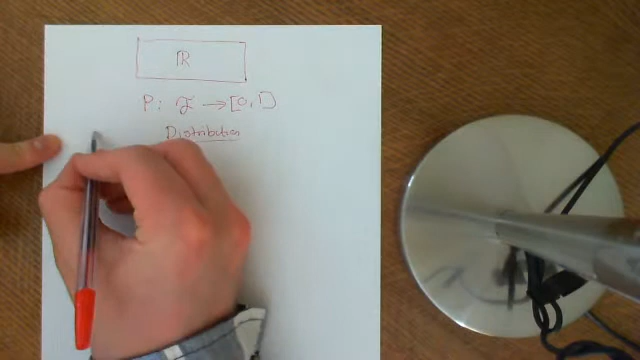 ℝ
P: ℱ → [0, 1]
Distribution